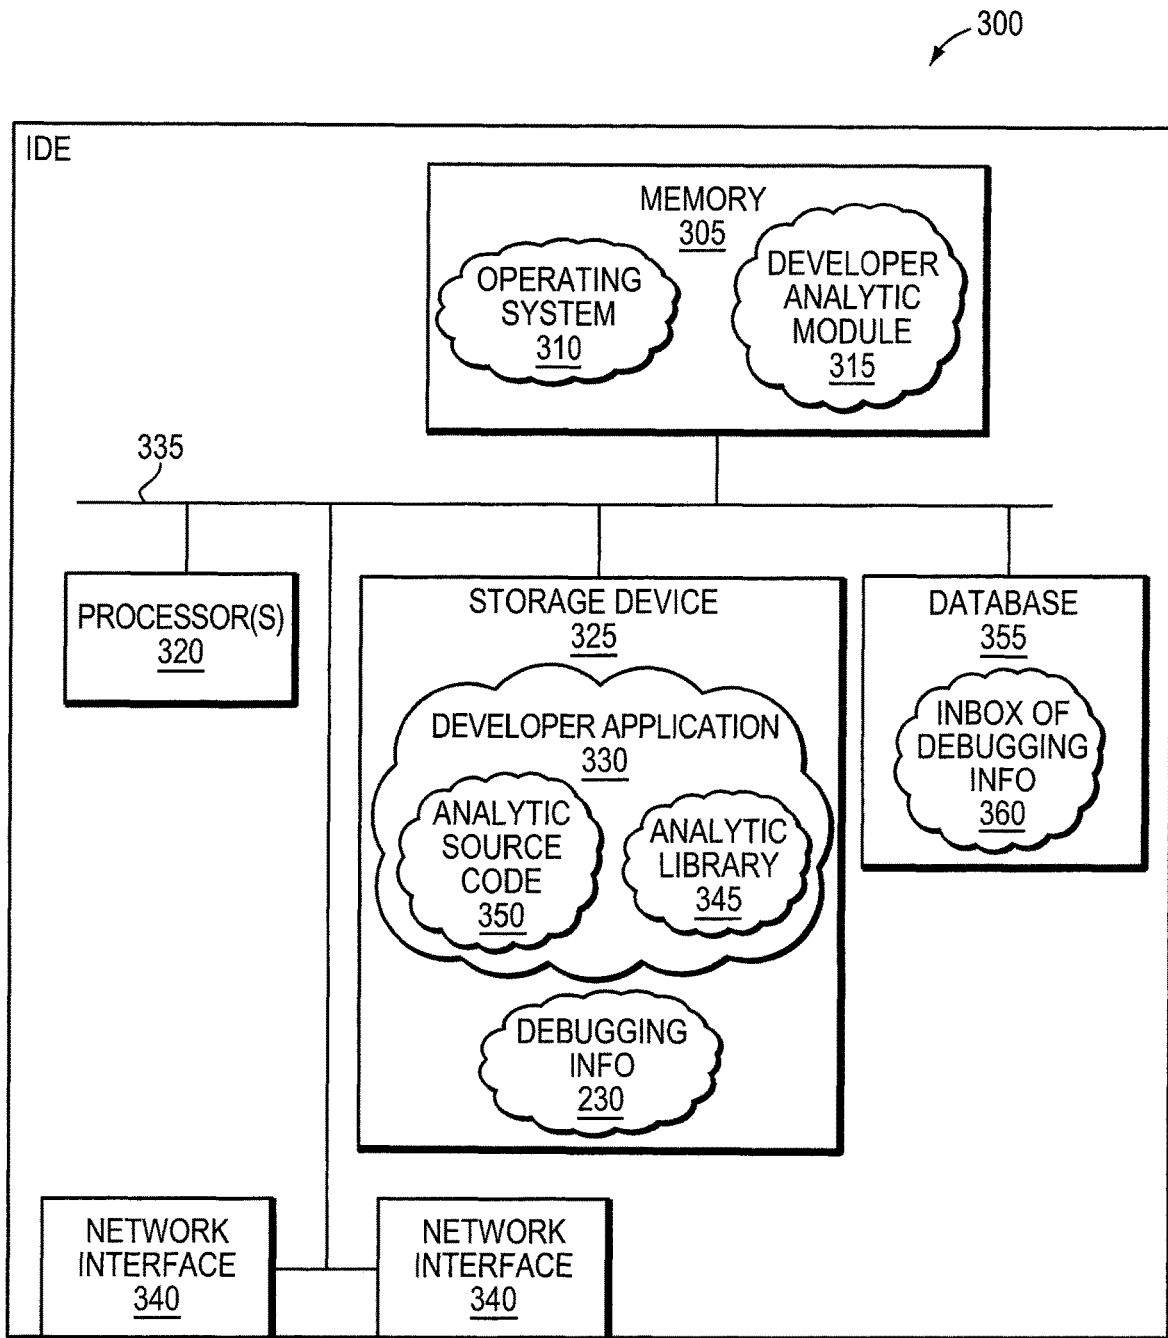 300
IDE
MEMORY
305
OPERATING
SYSTEM
310
DEVELOPER
ANALYTIC
MODULE
315
335
PROCESSOR(S)
320
STORAGE DEVICE
325
DEVELOPER APPLICATION
330
ANALYTIC
SOURCE
CODE
350
ANALYTIC
LIBRARY
345
DEBUGGING
INFO
230
DATABASE
355
INBOX OF
DEBUGGING
INFO
360
NETWORK
INTERFACE
340
NETWORK
INTERFACE
340